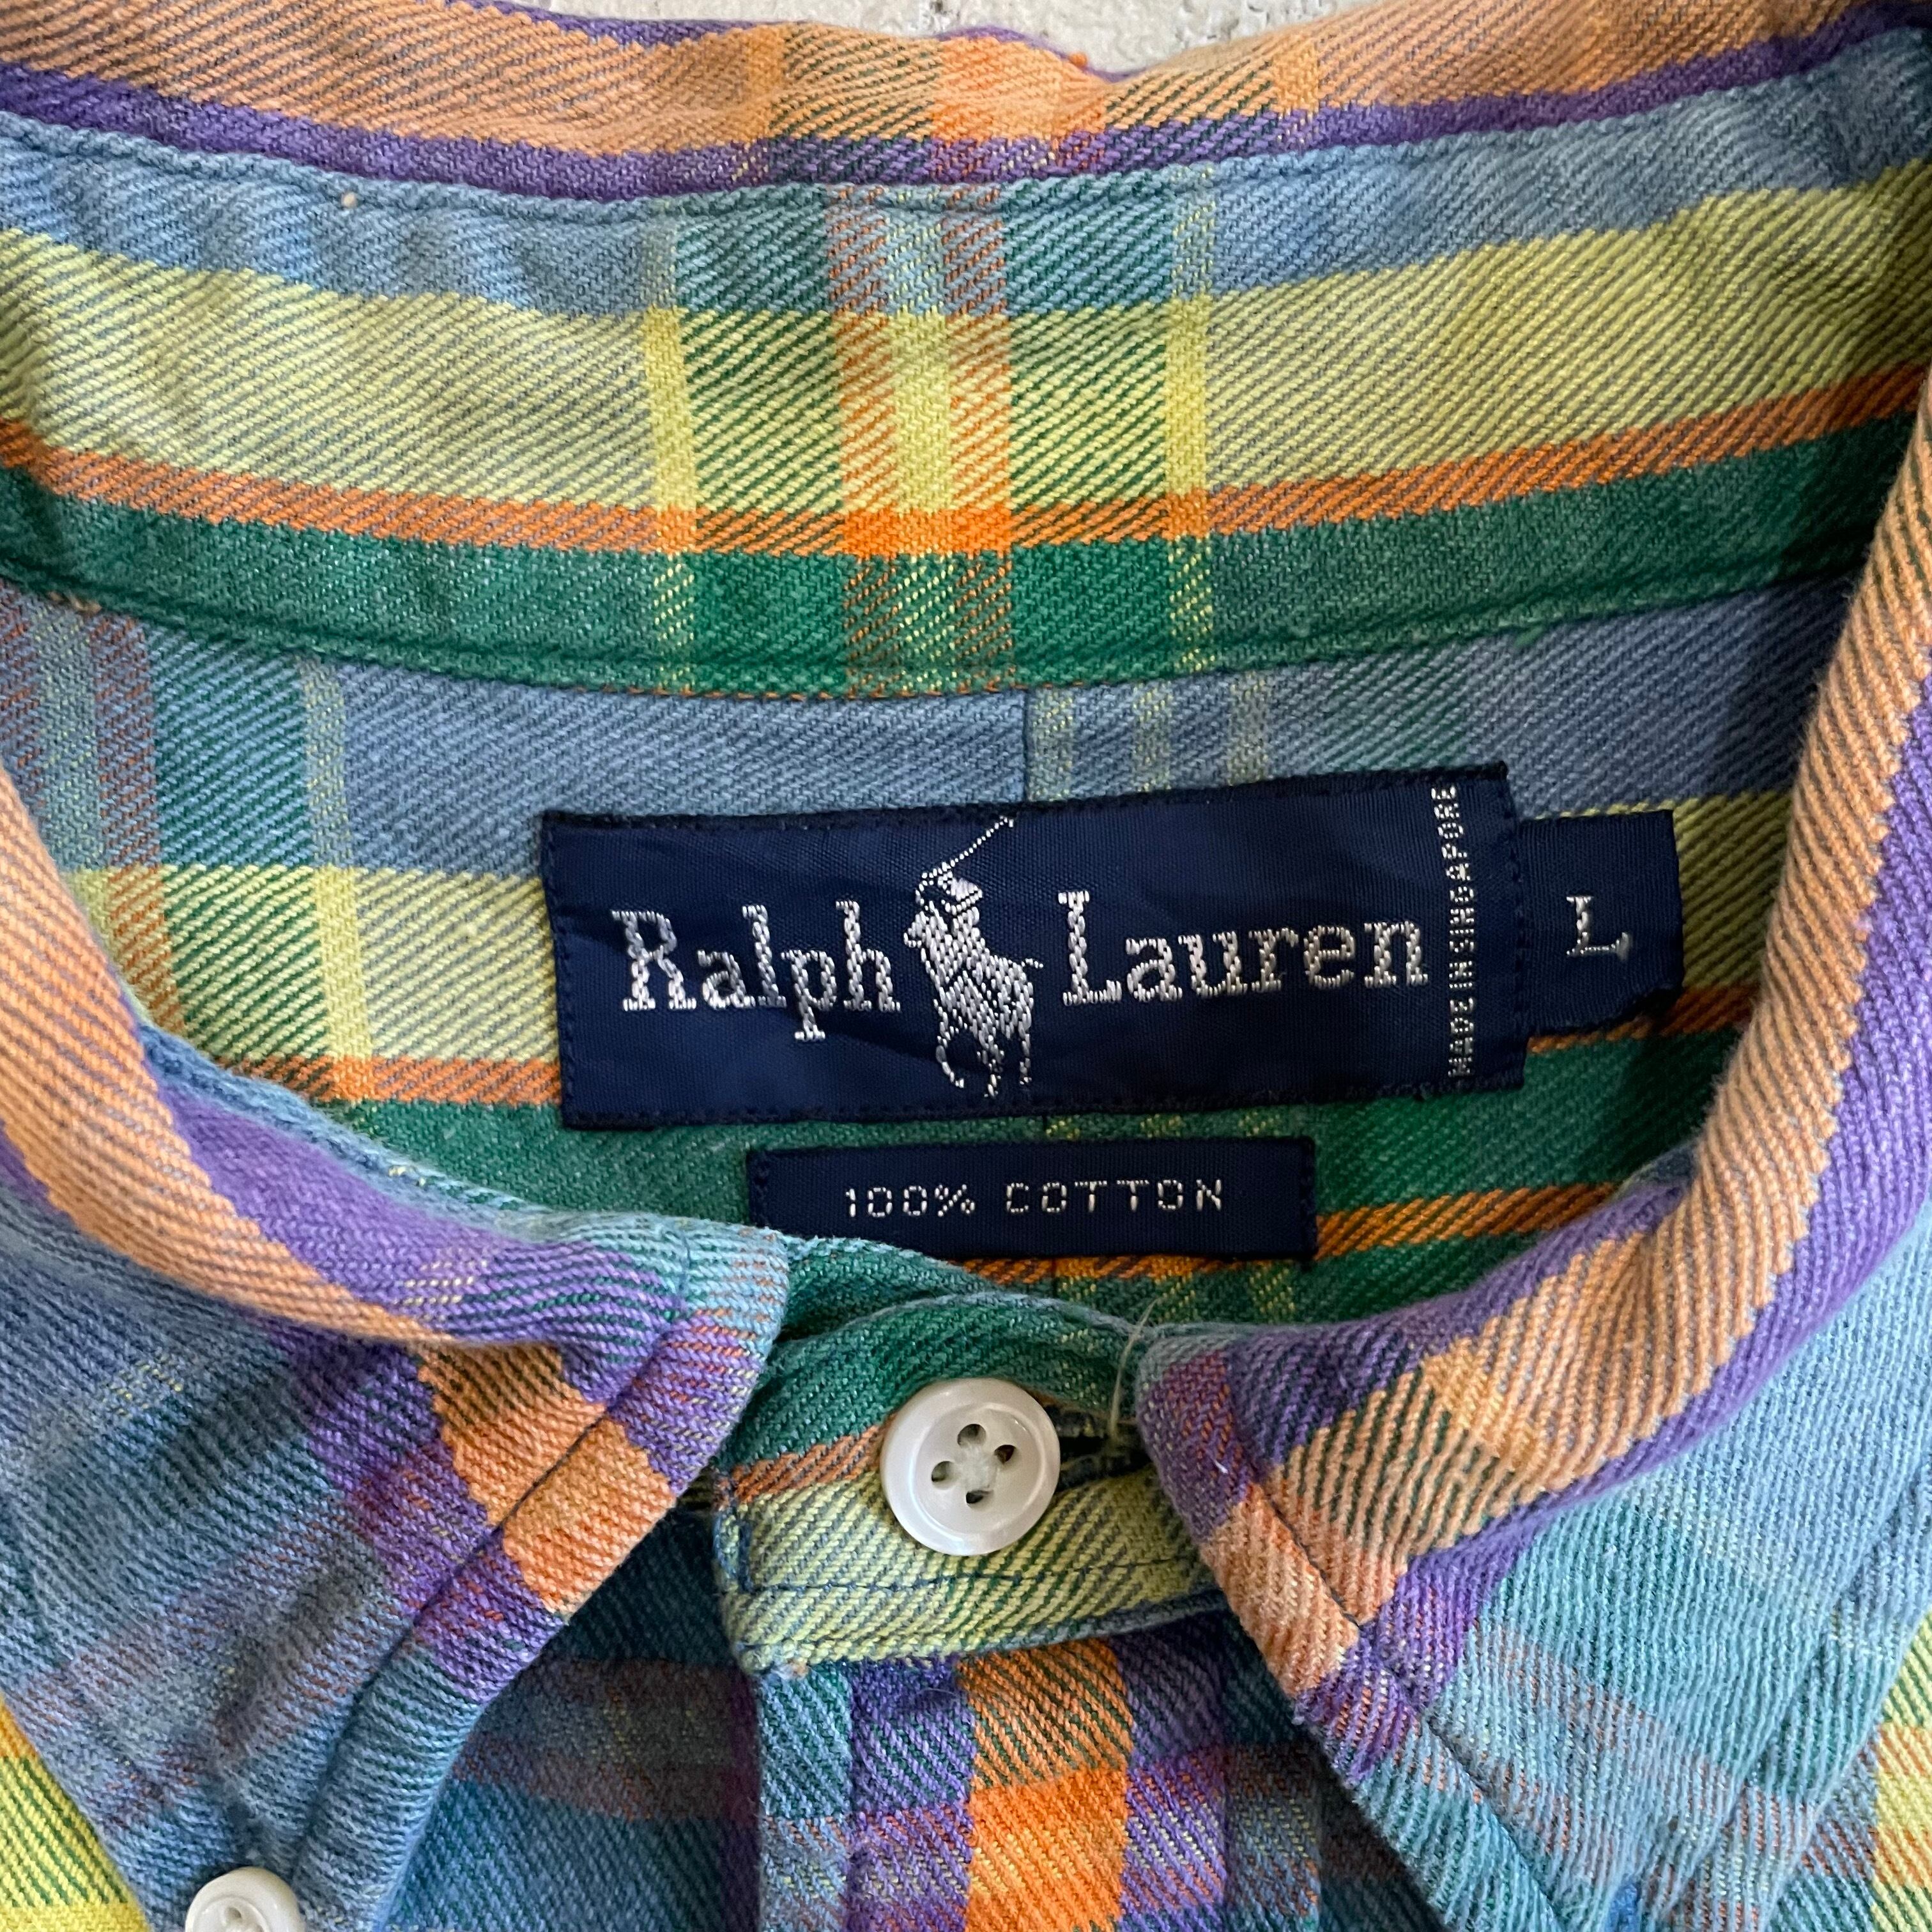 Ralph Lauren
MADE IN SINGAPORE
L
100% COTTON